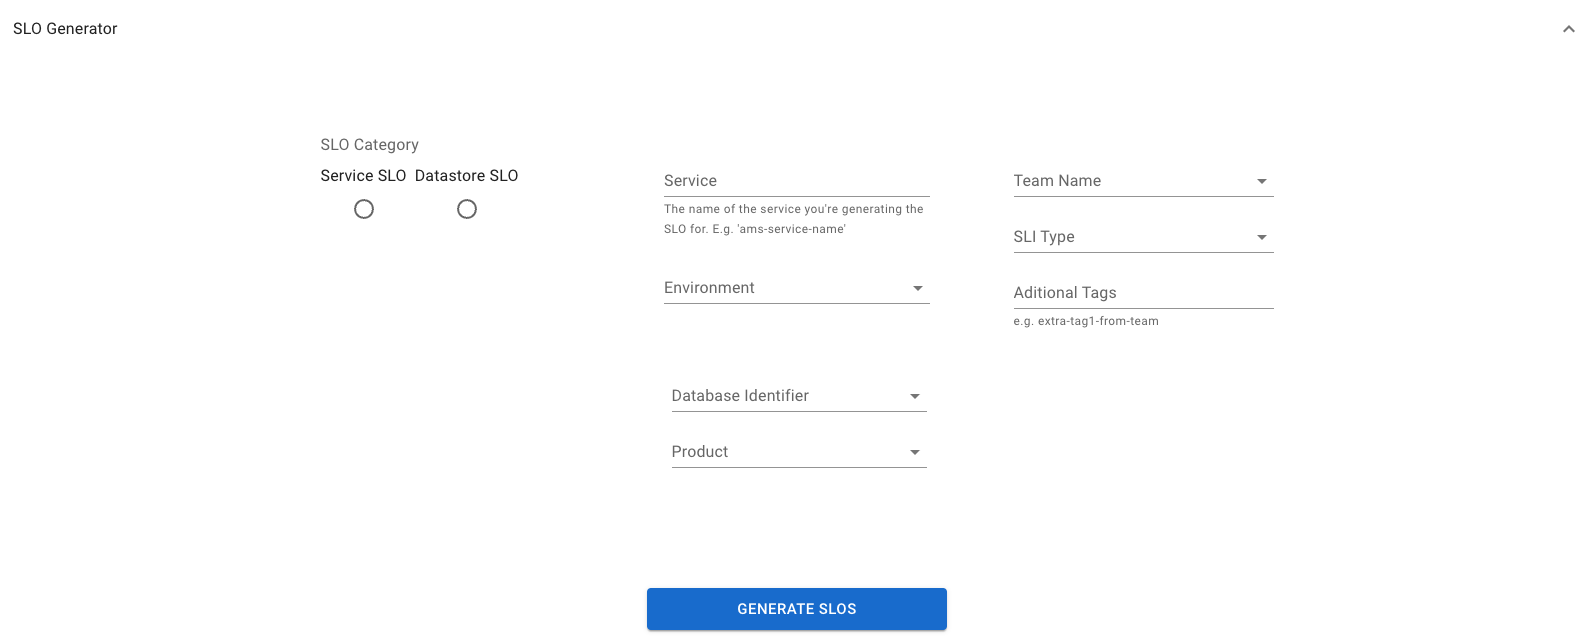 SLO Generator
SLO Category
Service SLO Datastore SLO
Service
The name of the service you're generating the
SLO for. E.g. 'ams-service-name'
Environment
Team Name
SLI Type
Aditional Tags
e.g. extra-tag1-from-team
Database Identifier
Product
GENERATE SLOS